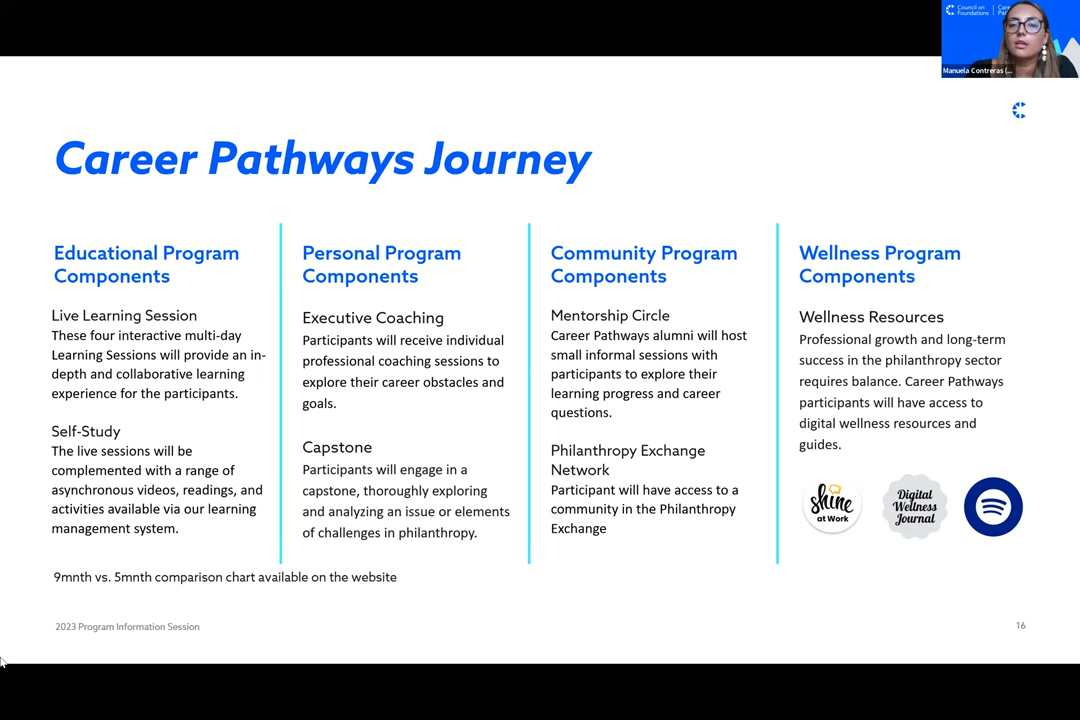 Council on
Foundations
Manuela Contreras (...
Career Pathways Journey
Educational Program
Components
Live Learning Session
These four interactive multi-day
Learning Sessions will provide an in-
depth and collaborative learning
experience for the participants.
Self-Study
The live sessions will be
complemented with a range of
asynchronous videos, readings, and
activities available via our learning
management system.
Personal Program
Components
Executive Coaching
Participants will receive individual
professional coaching sessions to
explore their career obstacles and
goals.
Capstone
Participants will engage in a
capstone, thoroughly exploring
and analyzing an issue or elements
of challenges in philanthropy.
Community Program
Components
Mentorship Circle
Career Pathways alumni will host
small informal sessions with
participants to explore their
learning progress and career
questions.
Philanthropy Exchange
Network
Participant will have access to a
community in the Philanthropy
Exchange
Wellness Program
Components
Wellness Resources
Professional growth and long-term
success in the philanthropy sector
requires balance. Career Pathways
participants will have access to
digital wellness resources and
guides.
shine
at Work
Digital
Wellness
Journal
9mnth vs. 5mnth comparison chart available on the website
2023 Program Information Session
16